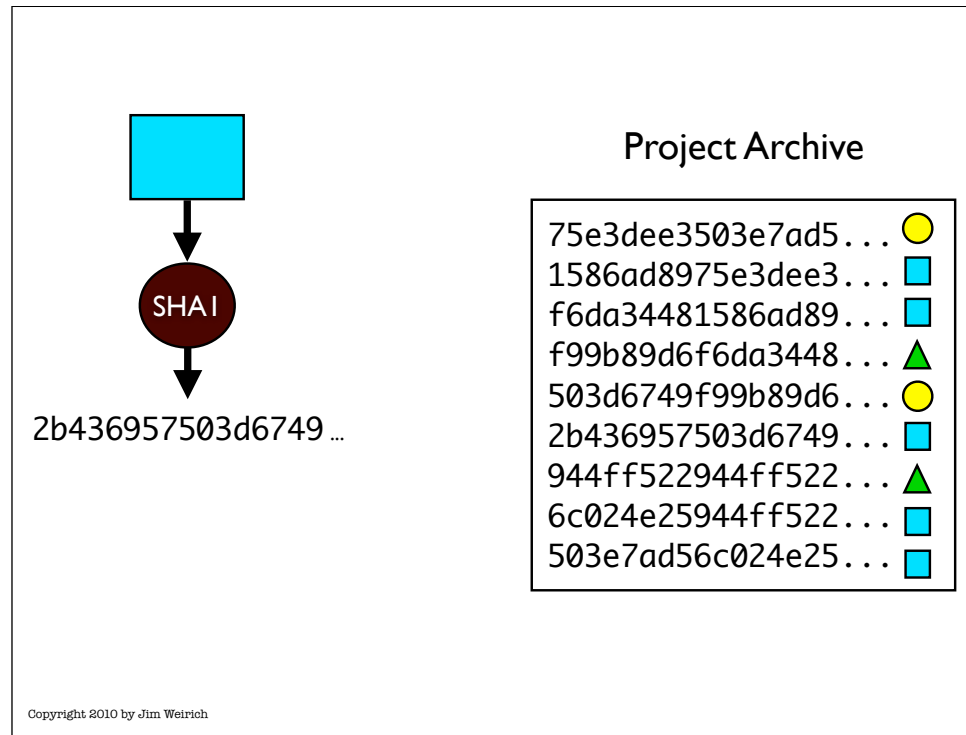 SHA1
2b436957503d6749 ...
Project Archive
75e3dee3503e7ad5...
1586ad8975e3dee3...
f6da34481586ad89...
f99b89d6f6da3448...
503d6749f99b89d6...
2b436957503d6749...
944ff522944ff522...
6c024e25944ff522...
503e7ad56c024e25...
Copyright 2010 by Jim Weirich